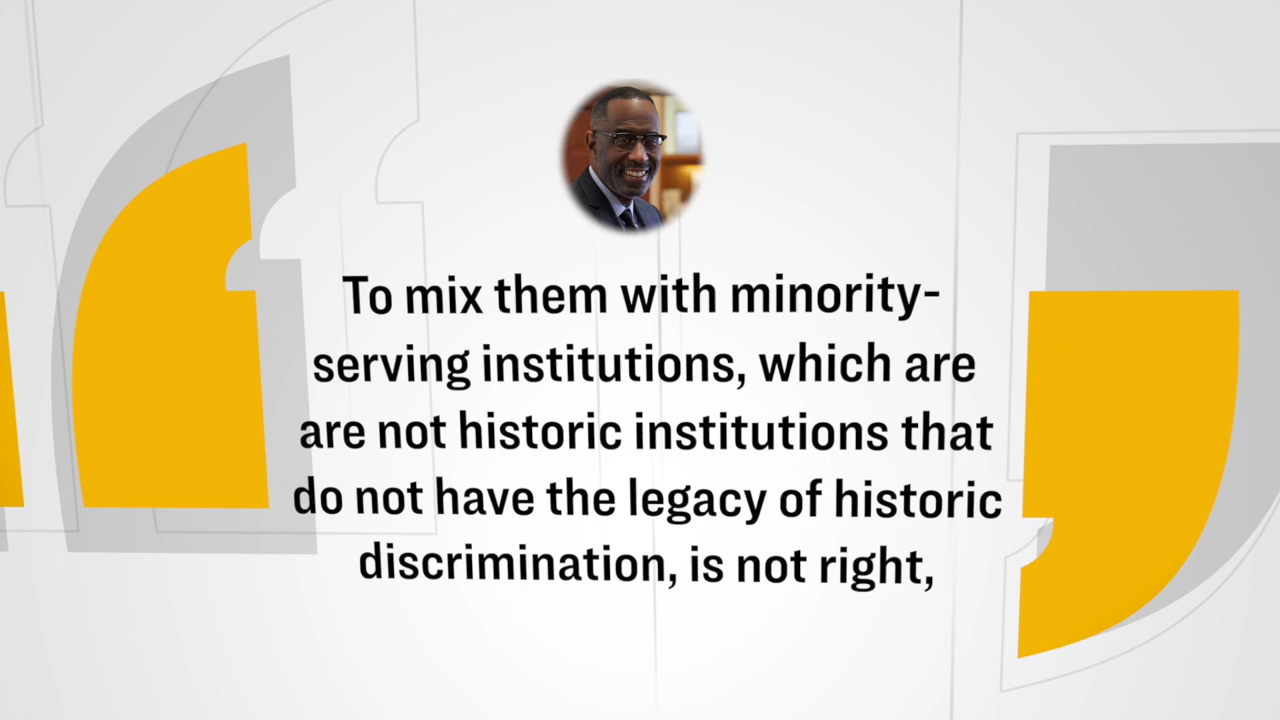 To mix them with minority-
serving institutions, which are
are not historic institutions that
do not have the legacy of historic
discrimination, is not right,